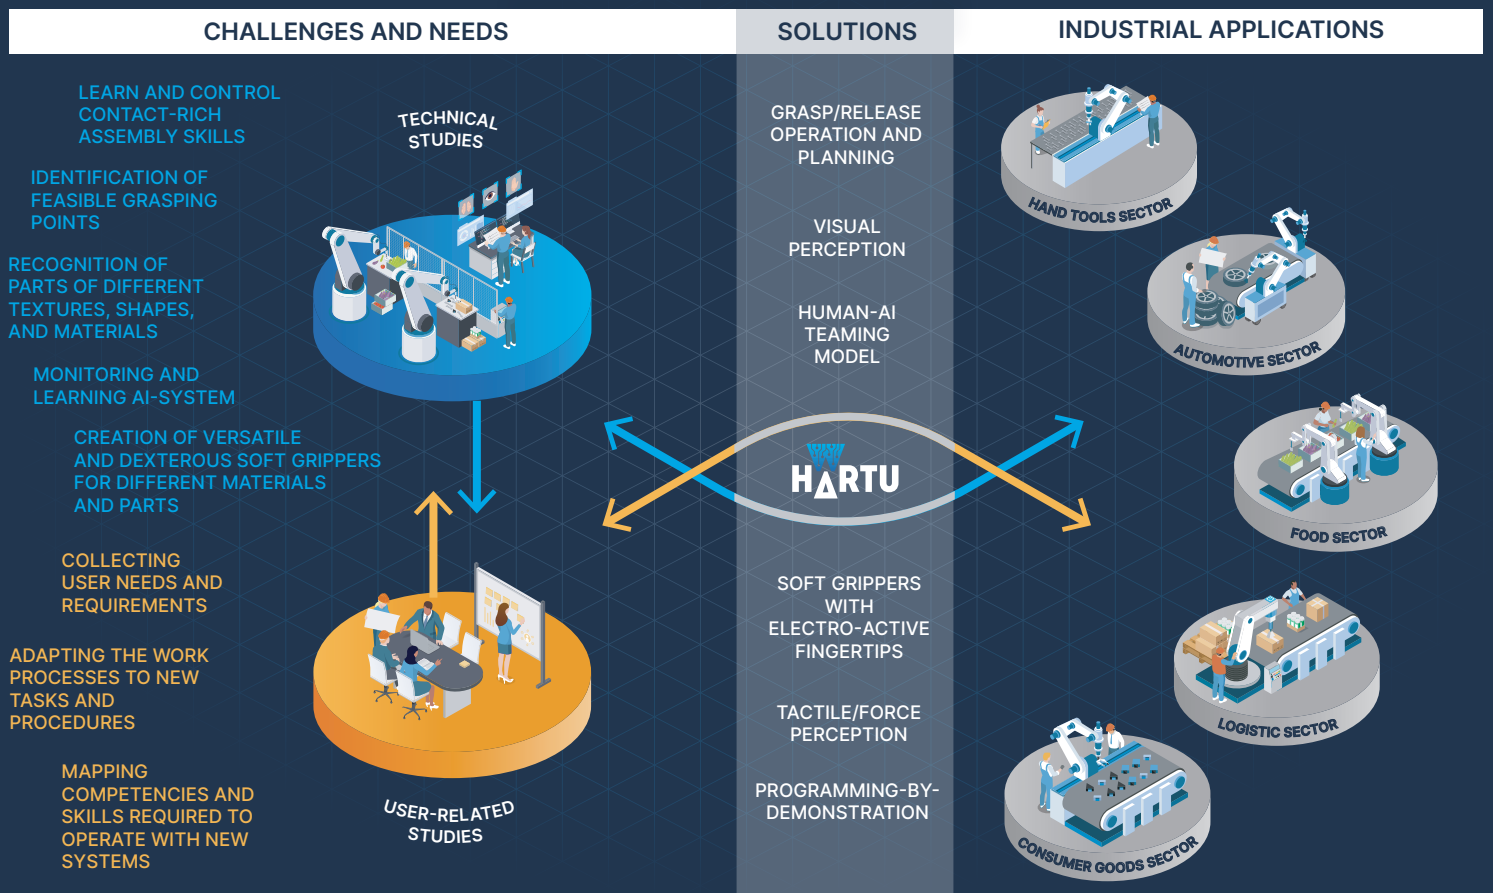 CHALLENGES AND NEEDS
LEARN AND CONTROL
CONTACT-RICH
ASSEMBLY SKILLS
IDENTIFICATION OF
FEASIBLE GRASPING
POINTS
RECOGNITION OF
PARTS OF DIFFERENT
TEXTURES, SHAPES,
AND MATERIALS
MONITORING AND
LEARNING AI-SYSTEM
CREATION OF VERSATILE
AND DEXTEROUS SOFT GRIPPERS
FOR DIFFERENT MATERIALS
AND PARTS
COLLECTING
USER NEEDS AND
REQUIREMENTS
ADAPTING THE WORK
PROCESSES TO NEW
TASKS AND
PROCEDURES
MAPPING
COMPETENCIES AND
SKILLS REQUIRED TO
OPERATE WITH NEW
SYSTEMS
TECHNICAL
STUDIES
USER-RELATED
STUDIES
SOLUTIONS
GRASP/RELEASE
OPERATION AND
PLANNING
VISUAL
PERCEPTION
HUMAN-AI
TEAMING
MODEL
HARTU
SOFT GRIPPERS
WITH
ELECTRO-ACTIVE
FINGERTIPS
TACTILE/FORCE
PERCEPTION
PROGRAMMING-BY-
DEMONSTRATION
INDUSTRIAL APPLICATIONS
HAND TOOLS SECTOR
AUTOMOTIVE SECTOR
FOOD SECTOR
LOGISTIC SECTOR
CONSUMER GOODS SECTOR